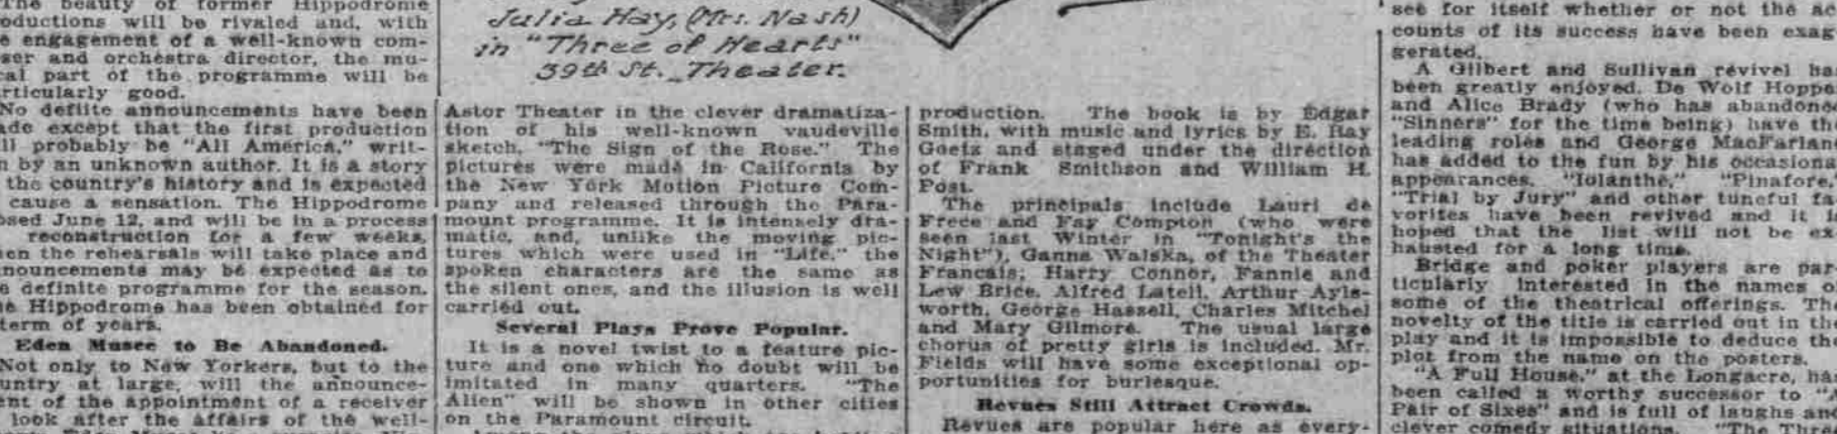 The beauty of former Hippodrome
oductions will be rivaled and, with
e engagement of a well-known com-
ser and orchestra director, the mu-
cal part of the programme will be
rticularly good.
No defiite announcements have been
ade except that the first production
ll probably be "All America," writ-
n by an unknown author. It is a story
the country's history and is expected
cause a sensation. The Hippodrome
osed June 12, and will be in a process
reconstruction for a few weeks,
en the rehearsals will take place and
nouncements may be expected as to
e definite programme for the season.
e Hippodrome has been obtained for
term of years.
Eden Musee to Be Abandoned.
Not only to New Yorkers, but to the
untry at large, will the announce-
ent of the appointment of a receiver
look after the affairs of the well-
Julia Hay, (Mrs. Nash)
in "Three of Hearts"
39th St. Theater.
Astor Theater in the clever dramatiza-
tion of his well-known vaudeville
sketch, "The Sign of the Rose." The
pictures were made in California by
the New York Motion Picture Com-
pany and released through the Para-
mount programme. It is intensely dra-
matic, and, unlike the moving pic-
tures which were used in "Life," the
spoken characters are the same as
the silent ones, and the illusion is well
carried out.
Several Plays Prove Popular.
It is a novel twist to a feature pic-
ture and one which no doubt will be
imitated in many quarters. "The
Alien" will be shown in other cities
on the Paramount circuit.
production. The book is by Edgar
Smith, with music and lyrics by E. Ray
Goetz and staged under the direction
of Frank Smithson and William H.
Post.
The principals include Lauri de
Frece and Fay Compton (who were
seen last Winter in "Tonight's the
Night"), Ganna Walska, of the Theater
Francais; Harry Connor, Fannie and
Lew Brice, Alfred Latell, Arthur Ayls-
worth, George Hassell, Charles Mitchel
and Mary Gilmore. The usual large
chorus of pretty girls is included. Mr.
Fields will have some exceptional op-
portunities for burlesque.
Revues Still Attract Crowds.
Revues are popular here as every-
see for itself whether or not the ac-
counts of its success have been exag-
gerated.
A Gilbert and Sullivan revival has
been greatly enjoyed. De Wolf Hopper
and Alice Brady (who has abandoned
"Sinners" for the time being) have the
leading roles and George MacFarlane
has added to the fun by his occasional
appearances. "Iolanthe," "Pinafore,"
"Trial by Jury" and other tuneful fa-
vorites have been revived and it is
hoped that the list will not be ex-
hausted for a long time.
Bridge and poker players are par-
ticularly interested in the names of
some of the theatrical offerings. The
novelty of the title is carried out in the
play and it is impossible to deduce the
plot from the name on the posters.
"A Full House," at the Longacre, has
been called a worthy successor to "A
Pair of Sixes" and is full of laughs and
clever comedy situations. "The Three